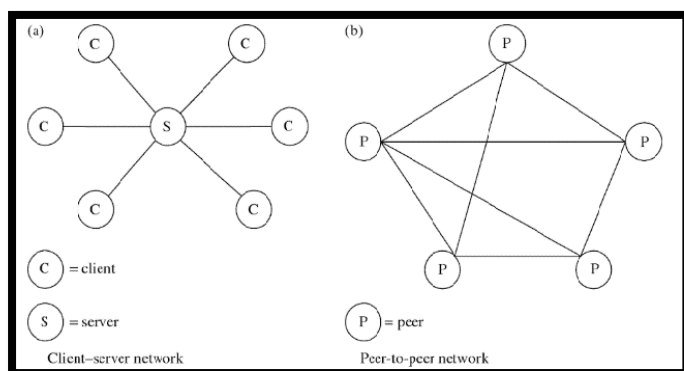 (a)
C
C
C
S
C
C
C
C = client
S = server
Client–server network
(b)
P
P
P
P
P
P = peer
Peer-to-peer network